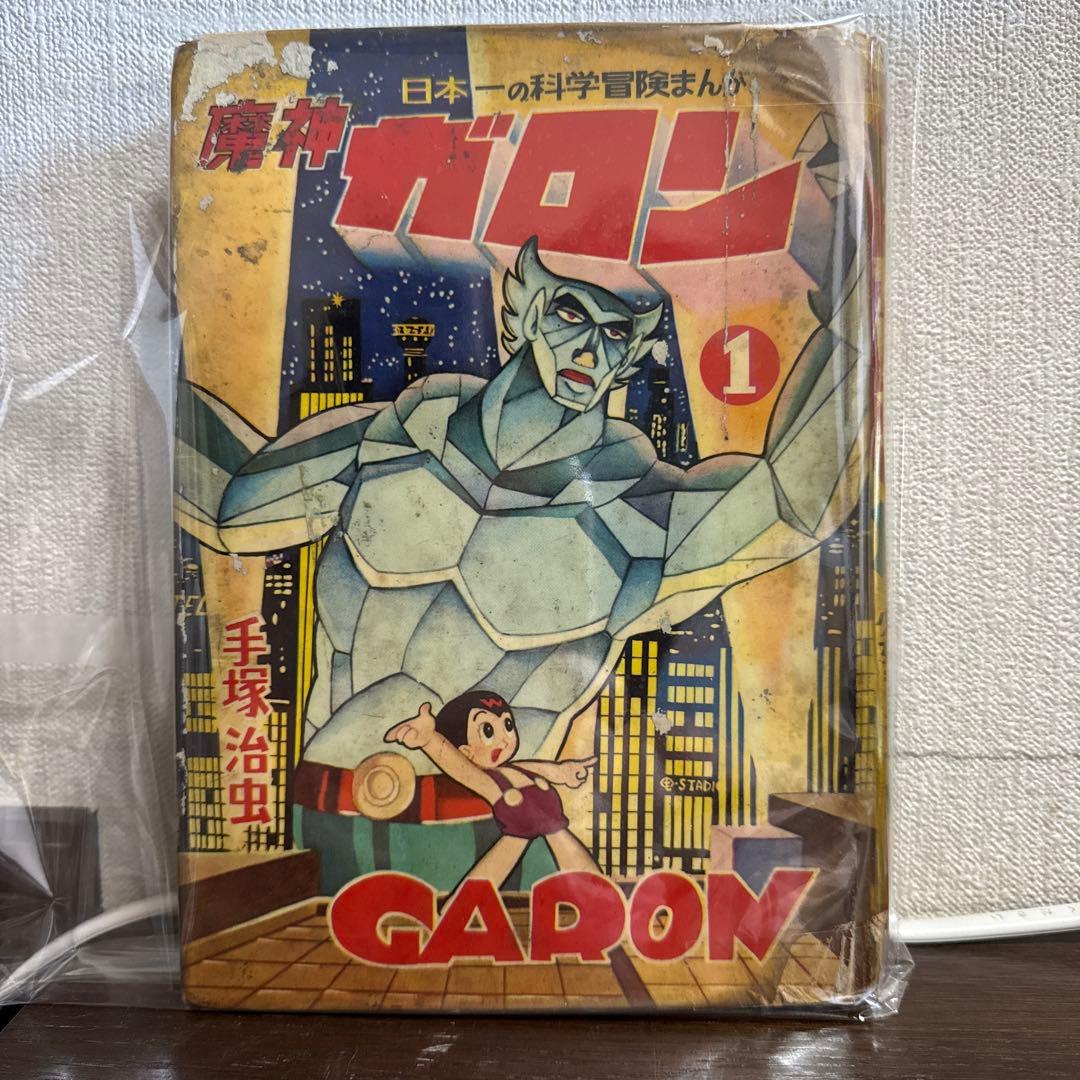 日本一の科学冒険まんが
魔神
ガロン
1
手塚治虫
GARON